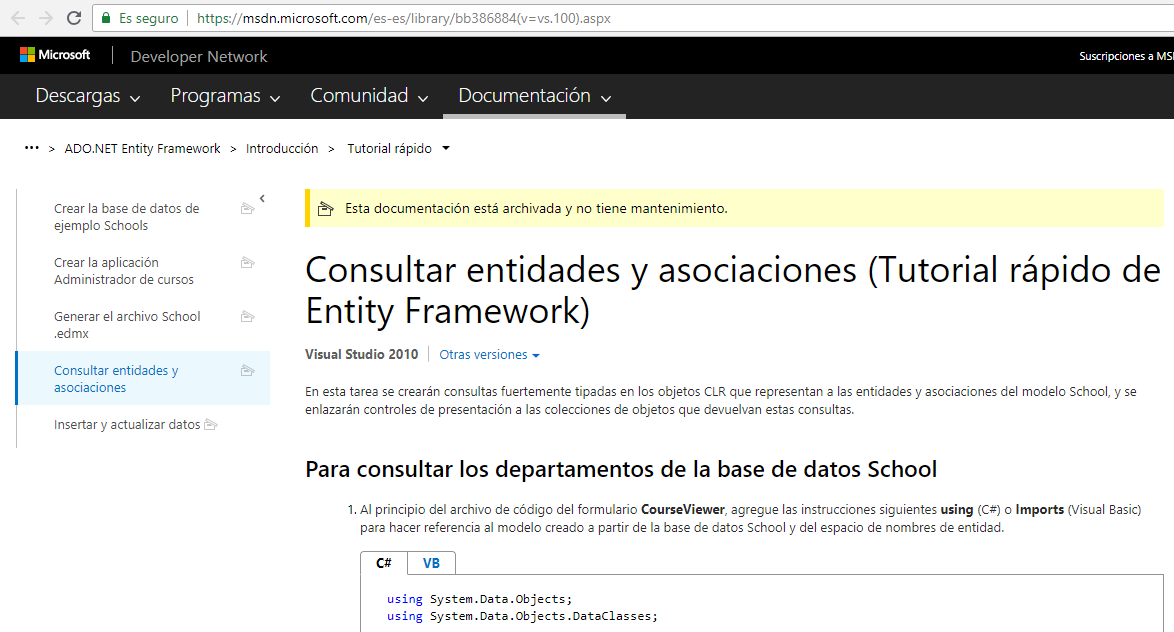 Es seguro
https://msdn.microsoft.com/es-es/library/bb386884(v=vs.100).aspx
Microsoft
Developer Network
Suscripciones a MS
Descargas
Programas
Comunidad
Documentación
··· > ADO.NET Entity Framework > Introducción > Tutorial rápido
Crear la base de datos de
ejemplo Schools
Crear la aplicación
Administrador de cursos
Generar el archivo School
.edmx
Consultar entidades y
asociaciones
Insertar y actualizar datos
Esta documentación está archivada y no tiene mantenimiento.
Consultar entidades y asociaciones (Tutorial rápido de
Entity Framework)
Visual Studio 2010
Otras versiones
En esta tarea se crearán consultas fuertemente tipadas en los objetos CLR que representan a las entidades y asociaciones del modelo School, y se
enlazarán controles de presentación a las colecciones de objetos que devuelvan estas consultas.
Para consultar los departamentos de la base de datos School
1. Al principio del archivo de código del formulario CourseViewer, agregue las instrucciones siguientes using (C#) o Imports (Visual Basic)
para hacer referencia al modelo creado a partir de la base de datos School y del espacio de nombres de entidad.
C#
VB
using System.Data.Objects;
using System.Data.Objects.DataClasses;